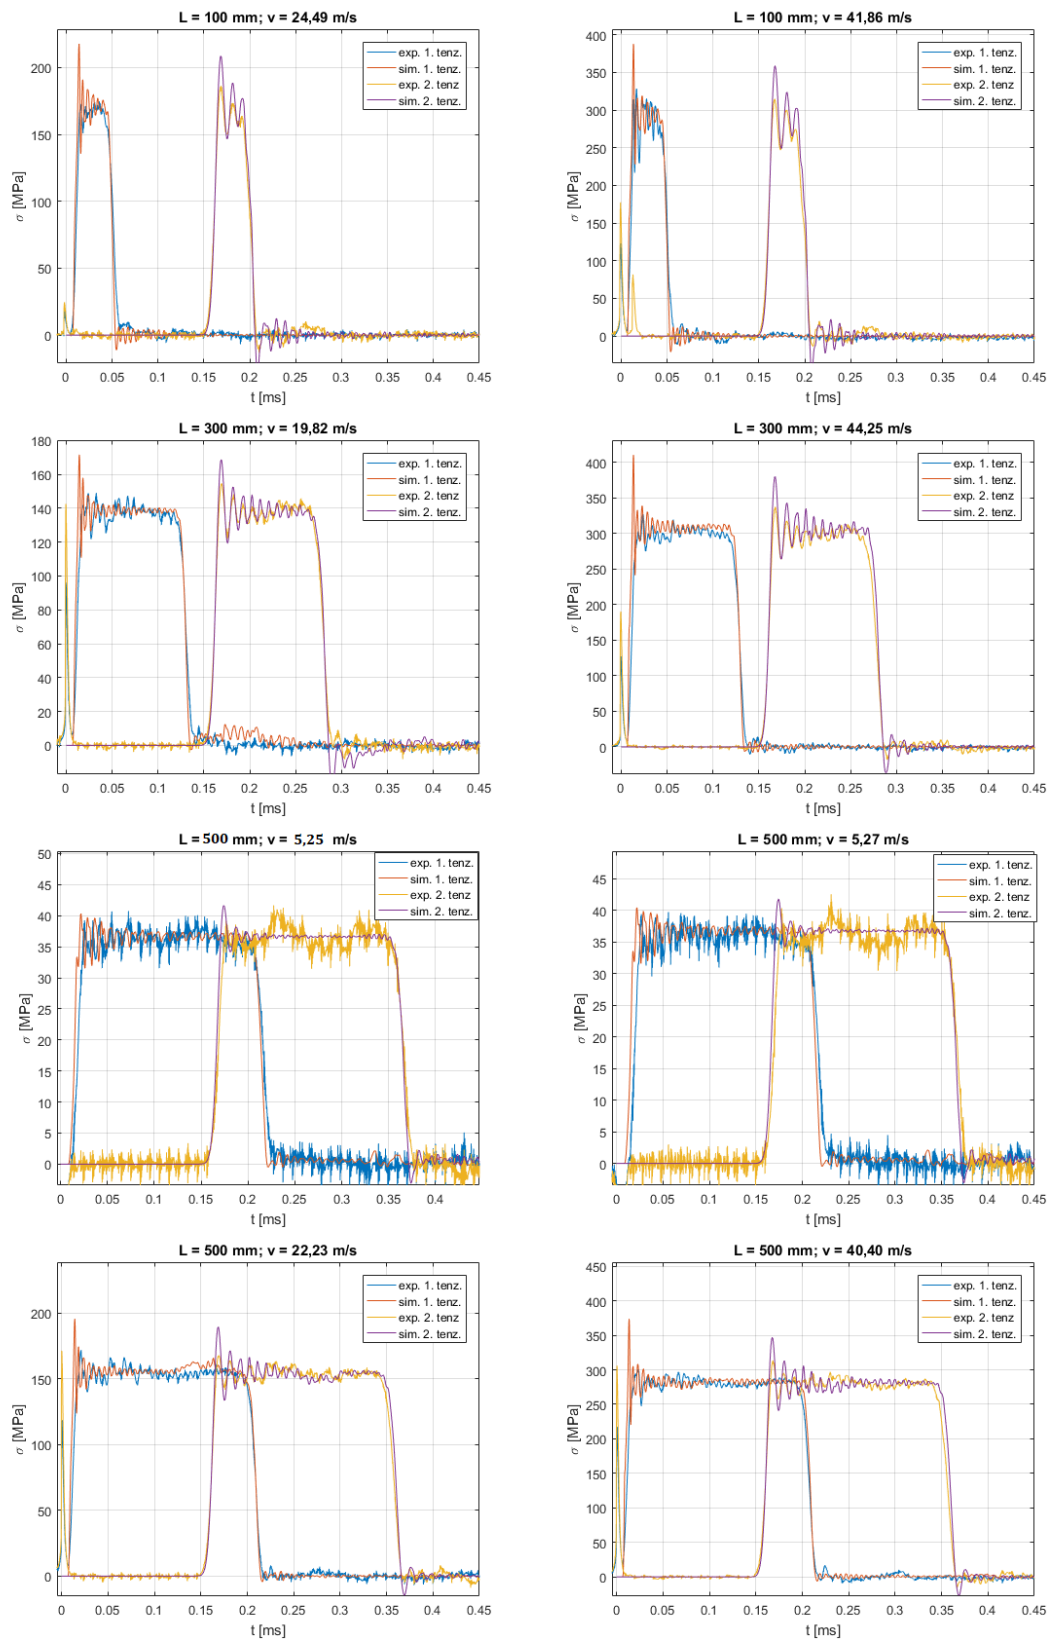 L = 100 mm; v = 24,49 m/s
200
150
100
50
0
σ [MPa]
exp. 1. tenz.
sim. 1. tenz.
exp. 2. tenz
sim. 2. tenz.
0 0.05 0.1 0.15 0.2 0.25 0.3 0.35 0.4 0.45
t [ms]
L = 100 mm; v = 41,86 m/s
400
350
300
250
200
150
100
50
0
σ [MPa]
exp. 1. tenz.
sim. 1. tenz.
exp. 2. tenz
sim. 2. tenz.
0 0.05 0.1 0.15 0.2 0.25 0.3 0.35 0.4 0.45
t [ms]
L = 300 mm; v = 19,82 m/s
180
160
140
120
100
80
60
40
20
0
σ [MPa]
exp. 1. tenz.
sim. 1. tenz.
exp. 2. tenz
sim. 2. tenz.
0 0.05 0.1 0.15 0.2 0.25 0.3 0.35 0.4 0.45
t [ms]
L = 300 mm; v = 44,25 m/s
400
350
300
250
200
150
100
50
0
σ [MPa]
exp. 1. tenz.
sim. 1. tenz.
exp. 2. tenz
sim. 2. tenz.
0 0.05 0.1 0.15 0.2 0.25 0.3 0.35 0.4 0.45
t [ms]
L = 500 mm; v = 5,25 m/s
50
45
40
35
30
25
20
15
10
5
0
σ [MPa]
exp. 1. tenz.
sim. 1. tenz.
exp. 2. tenz
sim. 2. tenz.
0 0.05 0.1 0.15 0.2 0.25 0.3 0.35 0.4
t [ms]
L = 500 mm; v = 5,27 m/s
45
40
35
30
25
20
15
10
5
0
σ [MPa]
exp. 1. tenz.
sim. 1. tenz.
exp. 2. tenz
sim. 2. tenz.
0 0.05 0.1 0.15 0.2 0.25 0.3 0.35 0.4 0.45
t [ms]
L = 500 mm; v = 22,23 m/s
200
150
100
50
0
σ [MPa]
exp. 1. tenz.
sim. 1. tenz.
exp. 2. tenz
sim. 2. tenz.
0 0.05 0.1 0.15 0.2 0.25 0.3 0.35 0.4 0.45
t [ms]
L = 500 mm; v = 40,40 m/s
450
400
350
300
250
200
150
100
50
0
σ [MPa]
exp. 1. tenz.
sim. 1. tenz.
exp. 2. tenz
sim. 2. tenz.
0 0.05 0.1 0.15 0.2 0.25 0.3 0.35 0.4 0.45
t [ms]